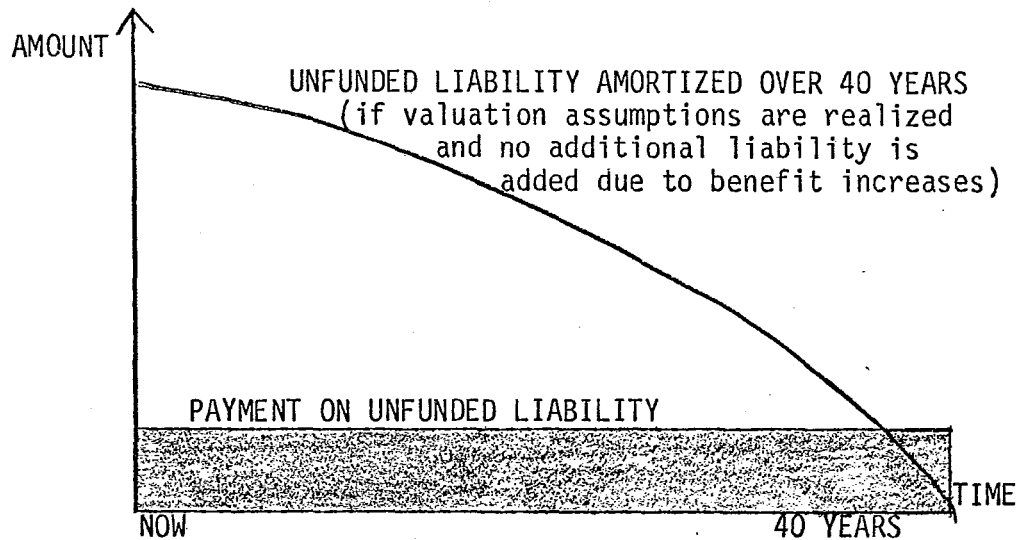 AMOUNT
UNFUNDED LIABILITY AMORTIZED OVER 40 YEARS
(if valuation assumptions are realized
and no additional liability is
added due to benefit increases)
PAYMENT ON UNFUNDED LIABILITY
TIME
NOW
40 YEARS